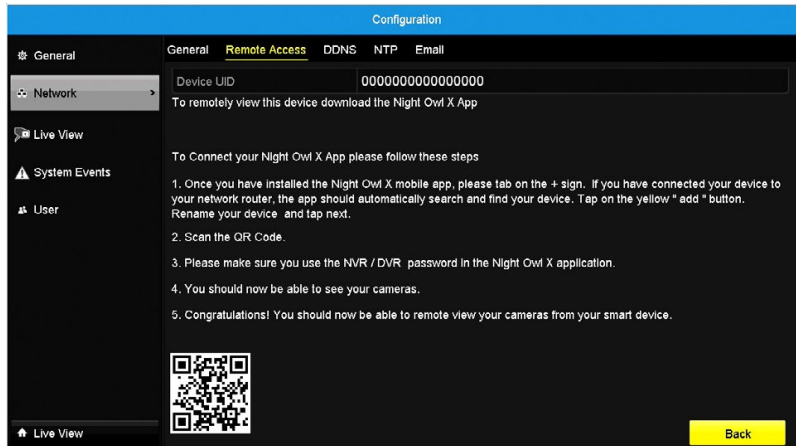 Configuration
General
Network
Live View
System Events
User
Live View
General Remote Access DDNS NTP Email
Device UID 0000000000000000
To remotely view this device download the Night Owl X App
To Connect your Night Owl X App please follow these steps
1. Once you have installed the Night Owl X mobile app, please tab on the + sign. If you have connected your device to
your network router, the app should automatically search and find your device. Tap on the yellow " add " button.
Rename your device and tap next.
2. Scan the QR Code.
3. Please make sure you use the NVR / DVR password in the Night Owl X application.
4. You should now be able to see your cameras.
5. Congratulations! You should now be able to remote view your cameras from your smart device.
Back